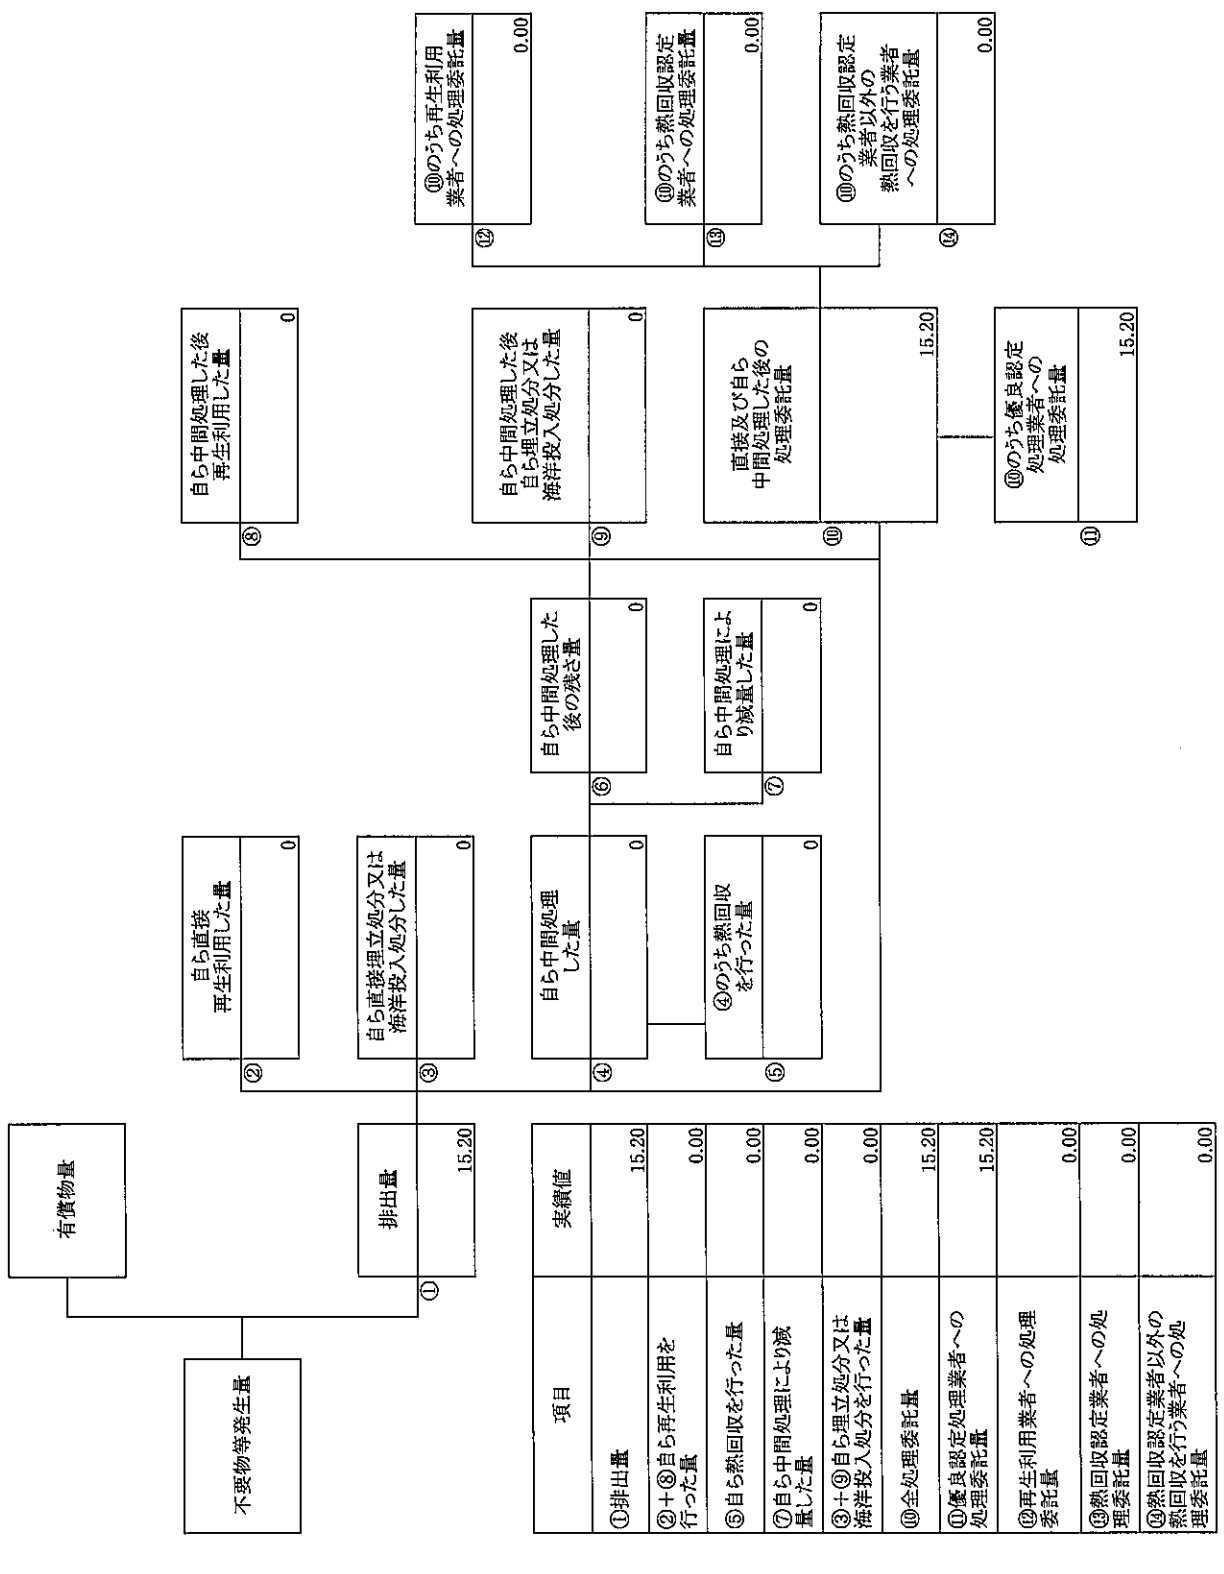 不要物等発生量
有償物量
排出量
①
15.20
自ら直接
再生利用した量
②
0
自ら直接埋立処分又は
海洋投入処分した量
③
0
自ら中間処理
した量
④
0
④のうち熱回収
を行った量
⑤
0
自ら中間処理した
後の残さ量
⑥
0
自ら中間処理によ
り減量した量
⑦
0
自ら中間処理した後
再生利用した量
⑧
0
自ら中間処理した後
自ら埋立処分又は
海洋投入処分した量
⑨
0
直接及び自ら
中間処理した後の
処理委託量
⑩
15.20
⑩のうち優良認定
処理業者への
処理委託量
⑪
15.20
⑩のうち再生利用
業者への処理委託量
⑫
0.00
⑩のうち熱回収認定
業者への処理委託量
⑬
0.00
⑩のうち熱回収認定
業者以外の
熱回収を行う業者
への処理委託量
⑭
0.00
項目 実績値
①排出量 15.20
②+⑧自ら再生利用を
行った量 0.00
⑤自ら熱回収を行った量 0.00
⑦自ら中間処理により減
量した量 0.00
③+⑨自ら埋立処分又は
海洋投入処分を行った量 0.00
⑩全処理委託量 15.20
⑪優良認定処理業者への
処理委託量 15.20
⑫再生利用業者への処理
委託量 0.00
⑬熱回収認定業者への処
理委託量 0.00
⑭熱回収認定業者以外の
熱回収を行う業者への処
理委託量 0.00